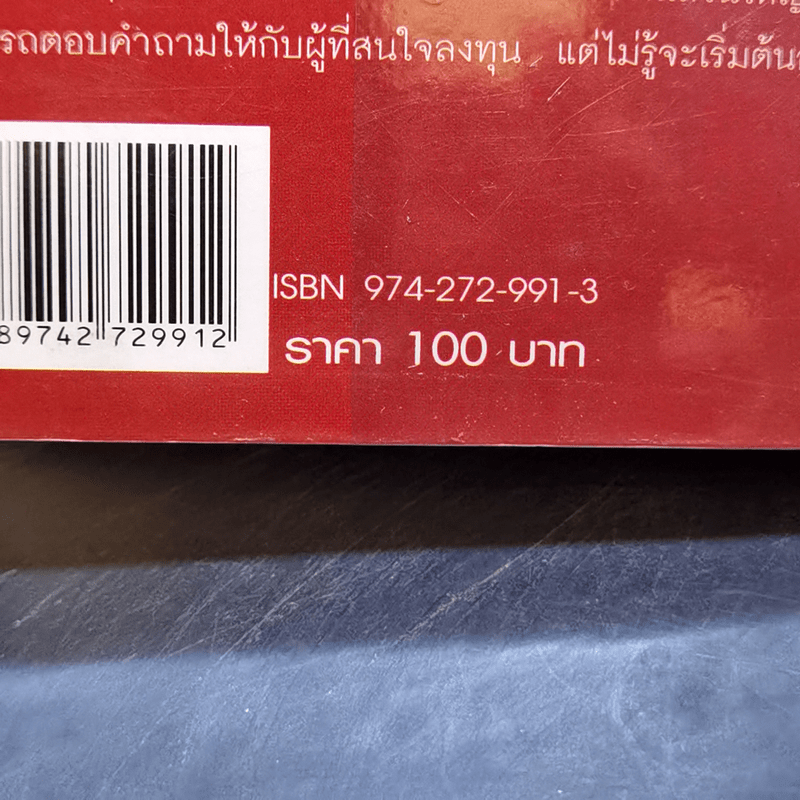 รถตอบคำถามให้กับผู้ที่สนใจลงทุน แต่ไม่รู้จะเริ่มต้น
ISBN 974-272-991-3
89742 729912
ราคา 100 บาท